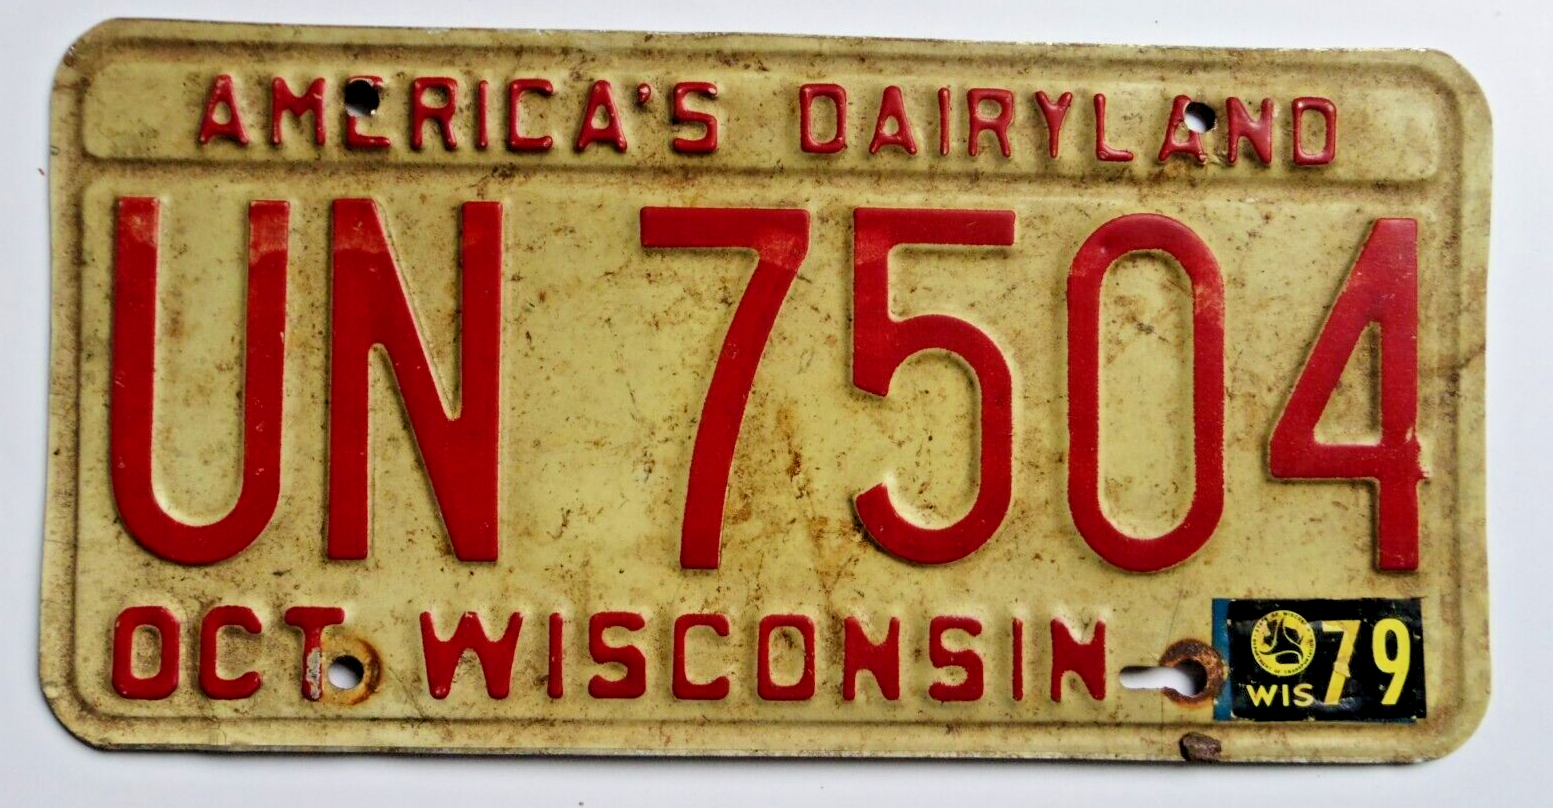 AMERICA'S DAIRYLAND
UN 7504
OCT WISCONSIN
WIS 79